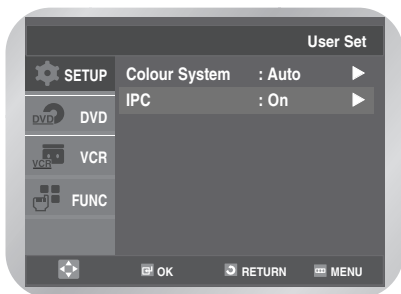 User Set
SETUP
Colour System : Auto
IPC : On
DVD DVD
VCR VCR
FUNC
OK RETURN MENU